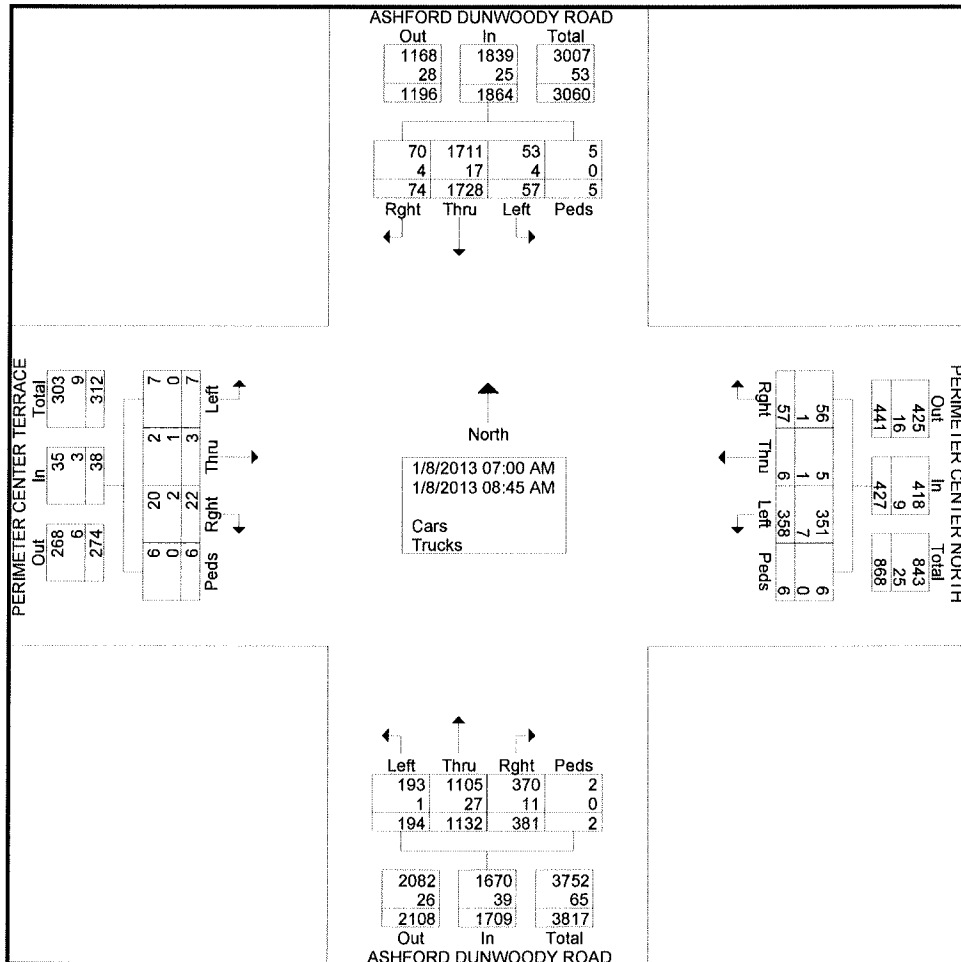 ASHFORD DUNWOODY ROAD
Out In Total
1168 1839 3007
28 25 53
1196 1864 3060
70 1711 53 5
4 17 4 0
74 1728 57 5
Rght Thru Left Peds
PERIMETER CENTER TERRACE
Total In Out
303 35 268
9 3 6
312 38 274
7 2 20 6
0 1 2 0
7 3 22 6
Left Thru Rght Peds
North
1/8/2013 07:00 AM
1/8/2013 08:45 AM
Cars
Trucks
PERIMETER CENTER NORTH
Out In Total
425 418 843
16 9 25
441 427 868
56 5 351 6
1 1 7 0
57 6 358 6
Rght Thru Left Peds
Left Thru Rght Peds
193 1105 370 2
1 27 11 0
194 1132 381 2
2082 1670 3752
26 39 65
2108 1709 3817
Out In Total
ASHFORD DUNWOODY ROAD